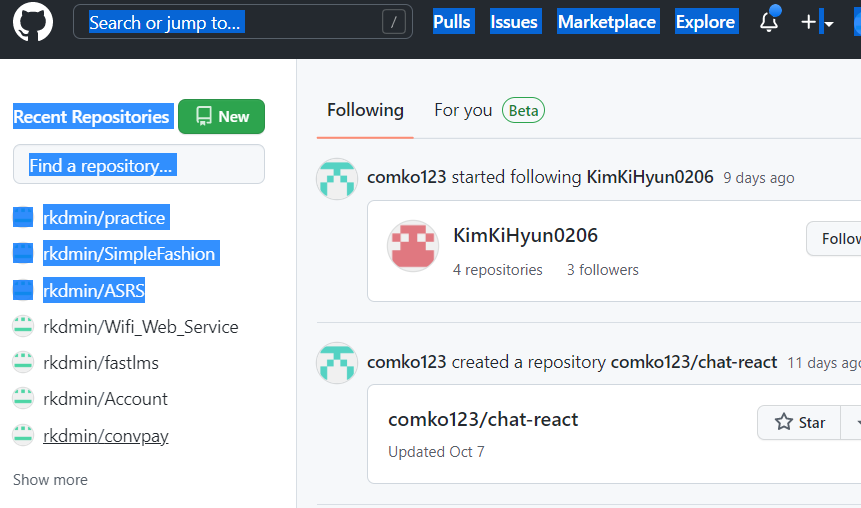 Search or jump to... /
Pulls Issues Marketplace Explore
Recent Repositories New
Find a repository...
rkdmin/practice
rkdmin/SimpleFashion
rkdmin/ASRS
rkdmin/Wifi_Web_Service
rkdmin/fastlms
rkdmin/Account
rkdmin/convpay
Show more
Following For you Beta
comko123 started following KimKiHyun0206 9 days ago
KimKiHyun0206
Follow
4 repositories 3 followers
comko123 created a repository comko123/chat-react 11 days ago
comko123/chat-react
Star
Updated Oct 7